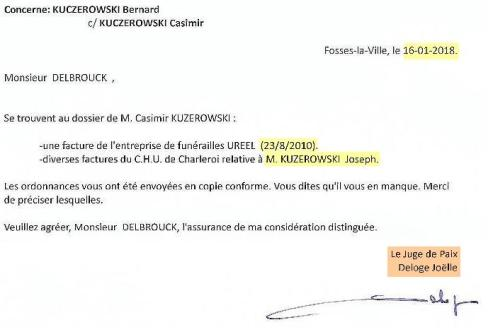 Concerne: KUCZEROWSKI Bernard
c/ KUCZEROWSKI Casimir
Fosses-la-Ville, le 16-01-2018.
Monsieur DELBROUCK ,
Se trouvent au dossier de M. Casimir KUZEROWSKI :
-une facture de l'entreprise de funérailles UREEL (23/8/2010).
-diverses factures du C.H.U. de Charleroi relative à M. KUZEROWSKI Joseph.
Les ordonnances vous ont été envoyées en copie conforme. Vous dites qu'il vous en manque. Merci
de préciser lesquelles.
Veuillez agréer, Monsieur DELBROUCK, l'assurance de ma considération distinguée.
Le Juge de Paix
Deloge Joëlle